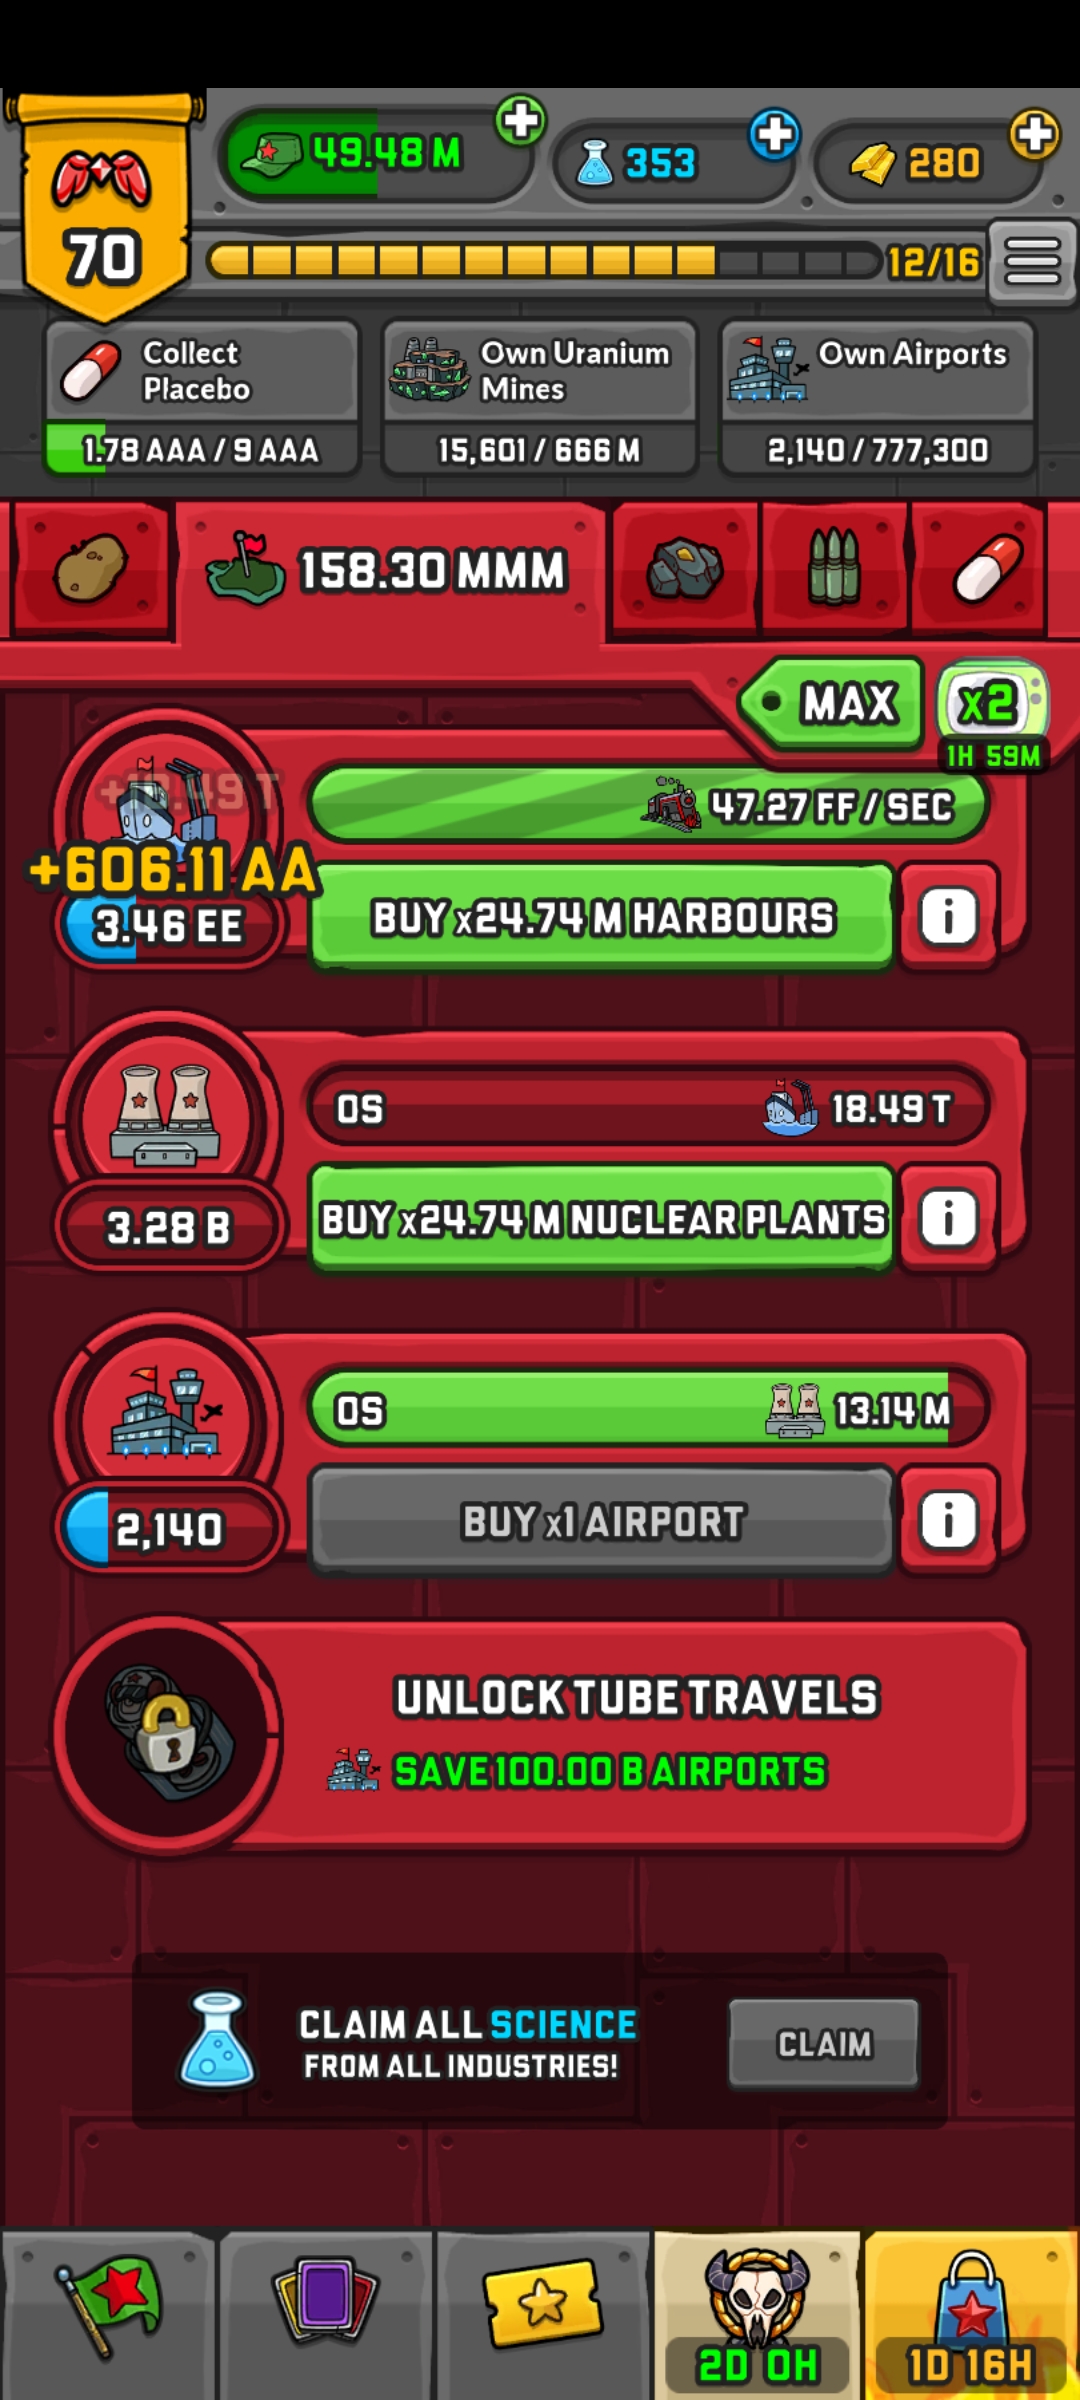 70
49.48 M
353
280
12/16
Collect
Placebo
1.78 AAA / 9 AAA
Own Uranium
Mines
15,601 / 666 M
Own Airports
2,140 / 777,300
158.30 MMM
MAX
x2
1H 59M
+18.49 T
47.27 FF / SEC
+606.11 AA
3.46 EE
BUY x24.74 M HARBOURS
i
0S
18.49 T
3.28 B
BUY x24.74 M NUCLEAR PLANTS
i
0S
13.14 M
2,140
BUY x1 AIRPORT
i
UNLOCK TUBE TRAVELS
SAVE 100.00 B AIRPORTS
CLAIM ALL SCIENCE
FROM ALL INDUSTRIES!
CLAIM
2D 0H
1D 16H